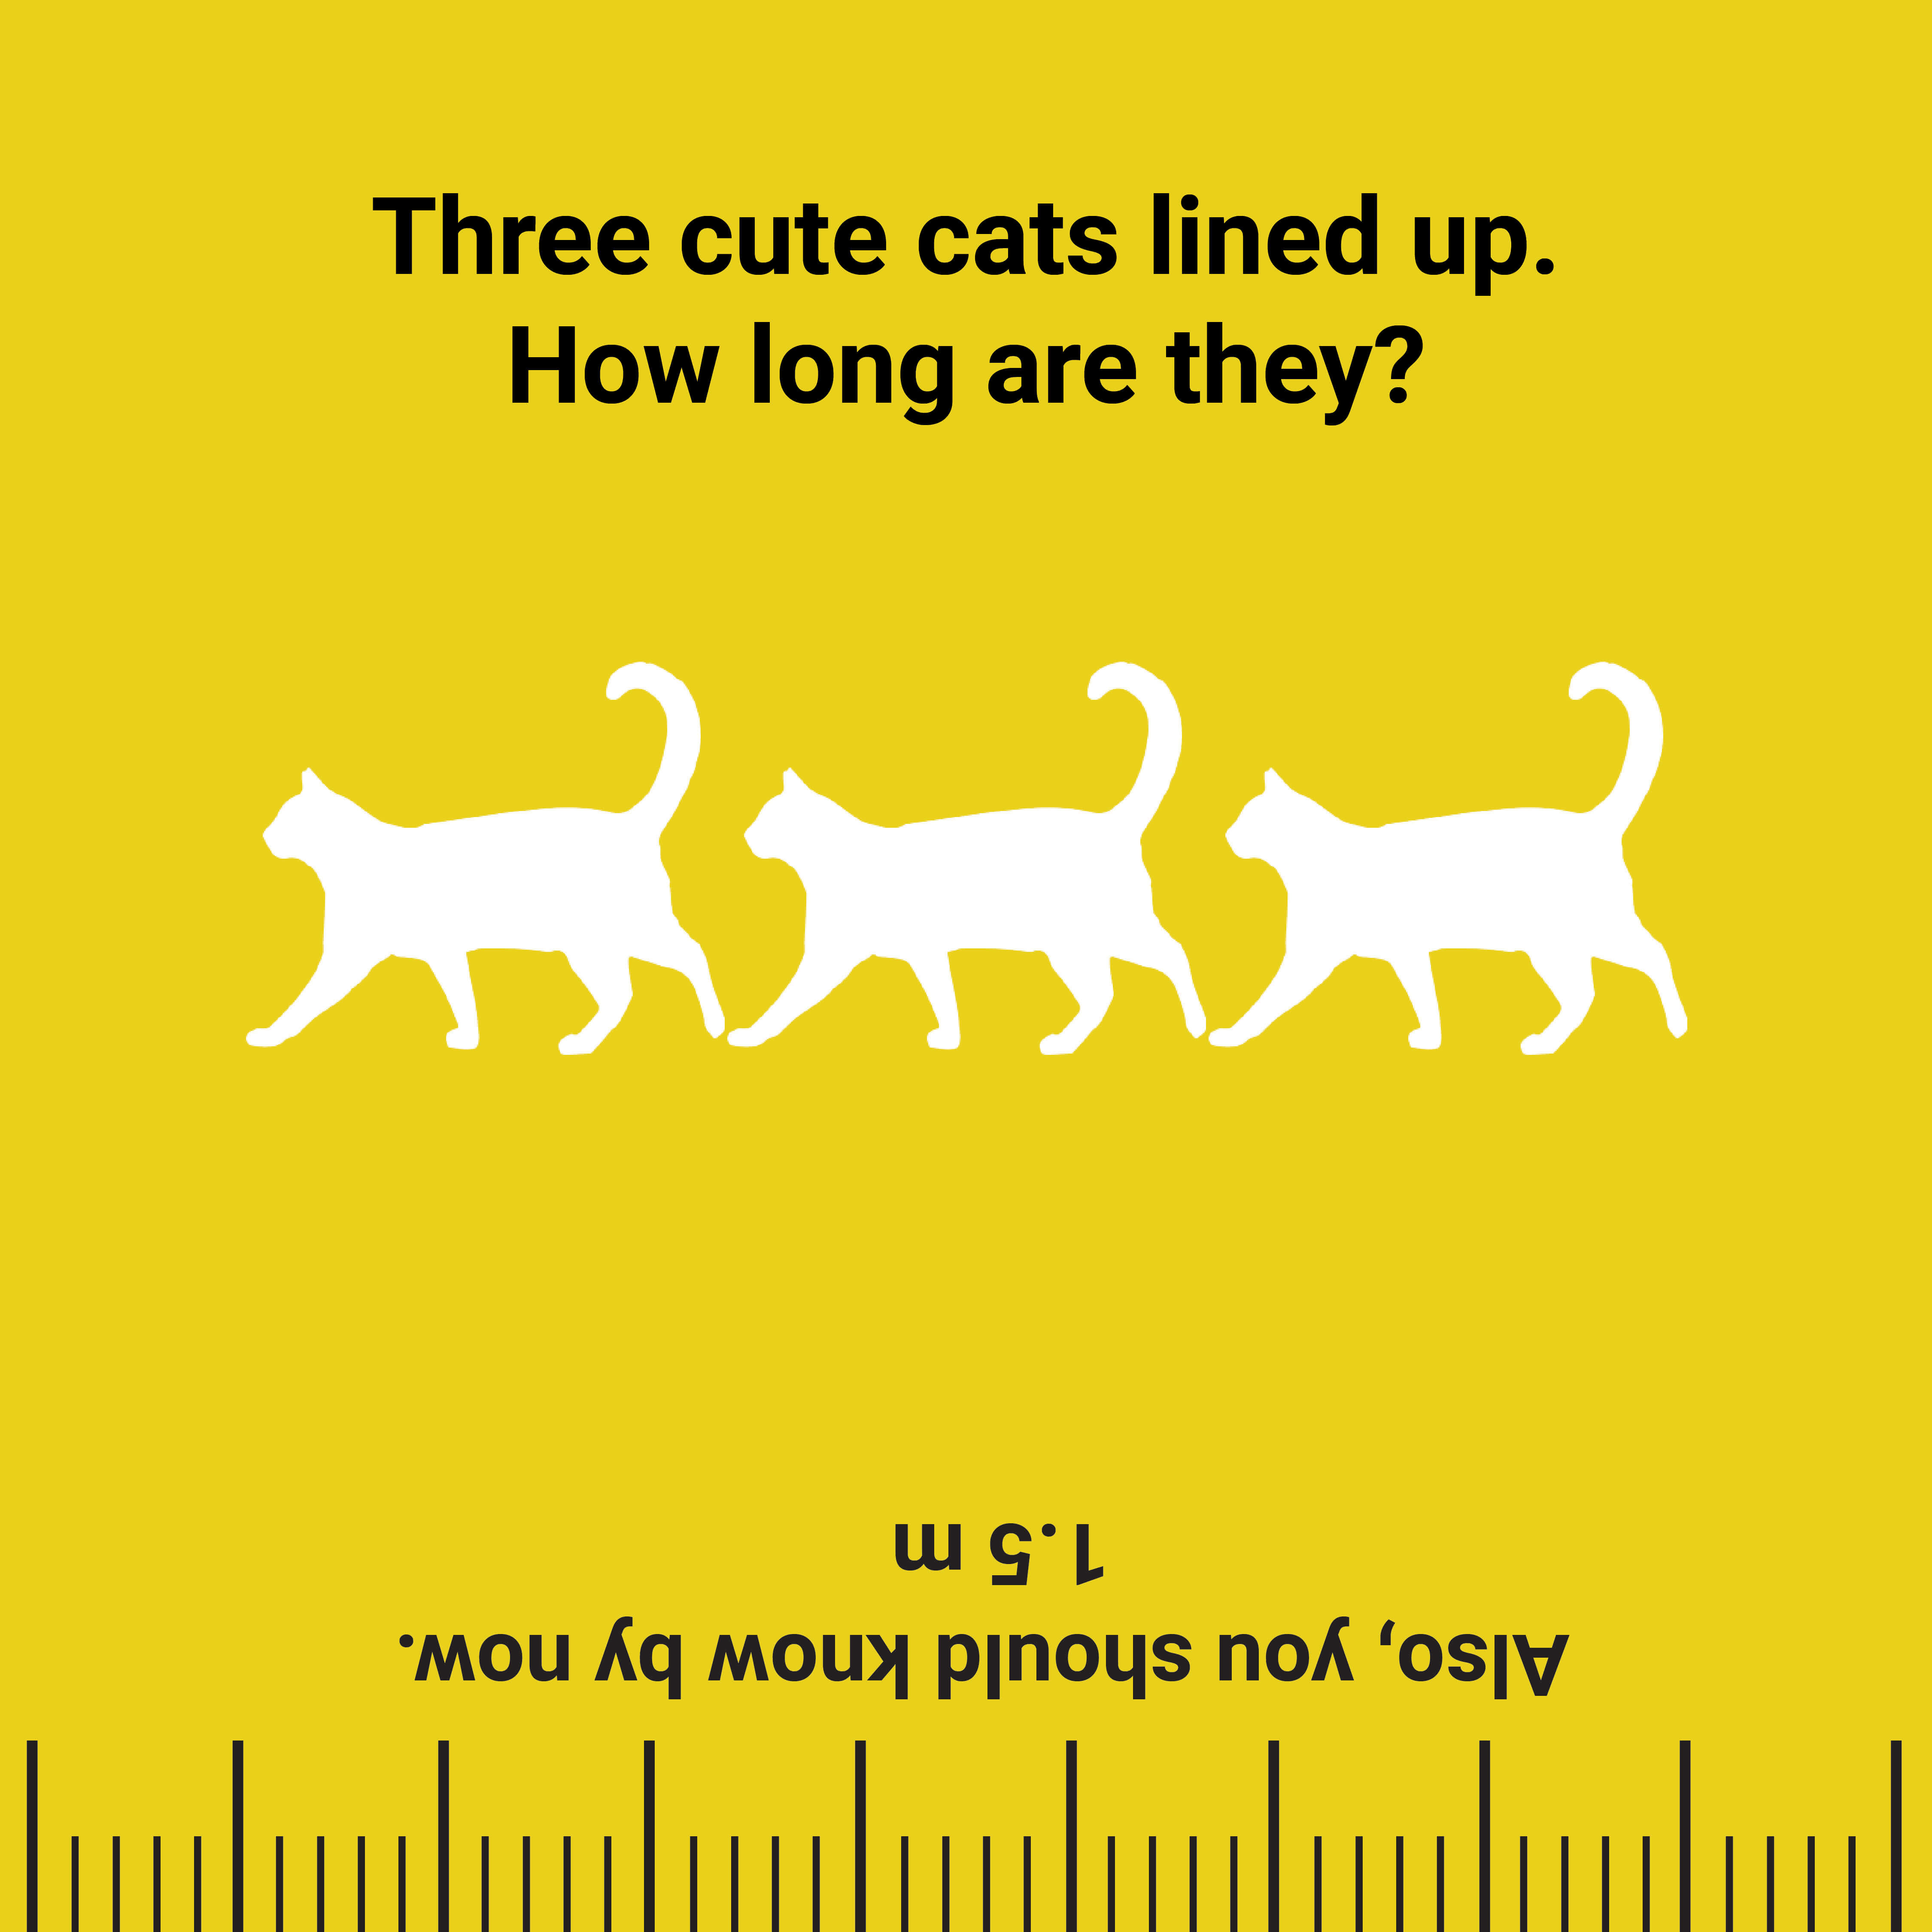 Three cute cats lined up.
How long are they?
Also, you should know by now.
1.5 m